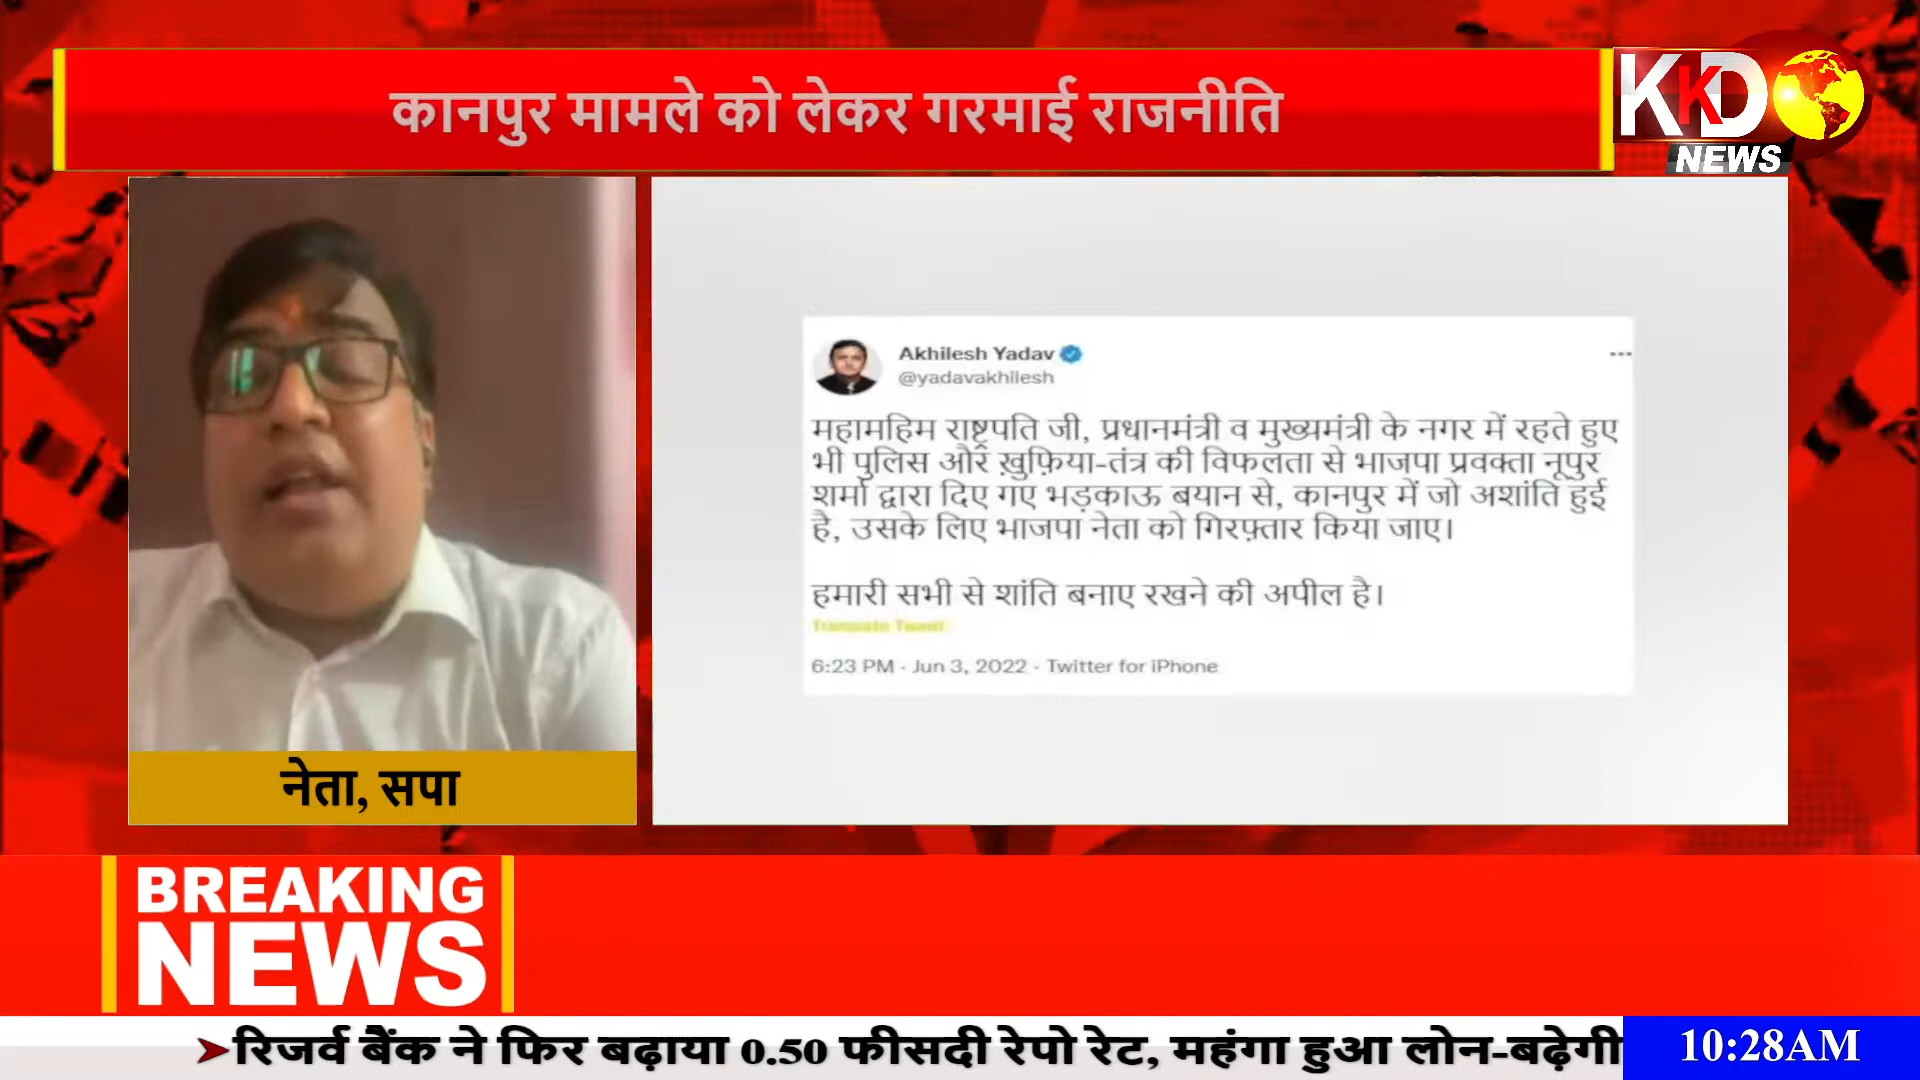 कानपुर मामले को लेकर गरमाई राजनीति
KKD
NEWS
Akhilesh Yadav
@yadavakhilesh
महामहिम राष्ट्रपति जी, प्रधानमंत्री व मुख्यमंत्री के नगर में रहते हुए
भी पुलिस और ख़ुफ़िया-तंत्र की विफलता से भाजपा प्रवक्ता नूपुर
शर्मा द्वारा दिए गए भड़काऊ बयान से, कानपुर में जो अशांति हुई
है, उसके लिए भाजपा नेता को गिरफ़्तार किया जाए।
हमारी सभी से शांति बनाए रखने की अपील है।
Translate Tweet
6:23 PM · Jun 3, 2022 · Twitter for iPhone
नेता, सपा
BREAKING
NEWS
रिजर्व बैंक ने फिर बढ़ाया 0.50 फीसदी रेपो रेट, महंगा हुआ लोन-बढ़ेगी
10:28AM